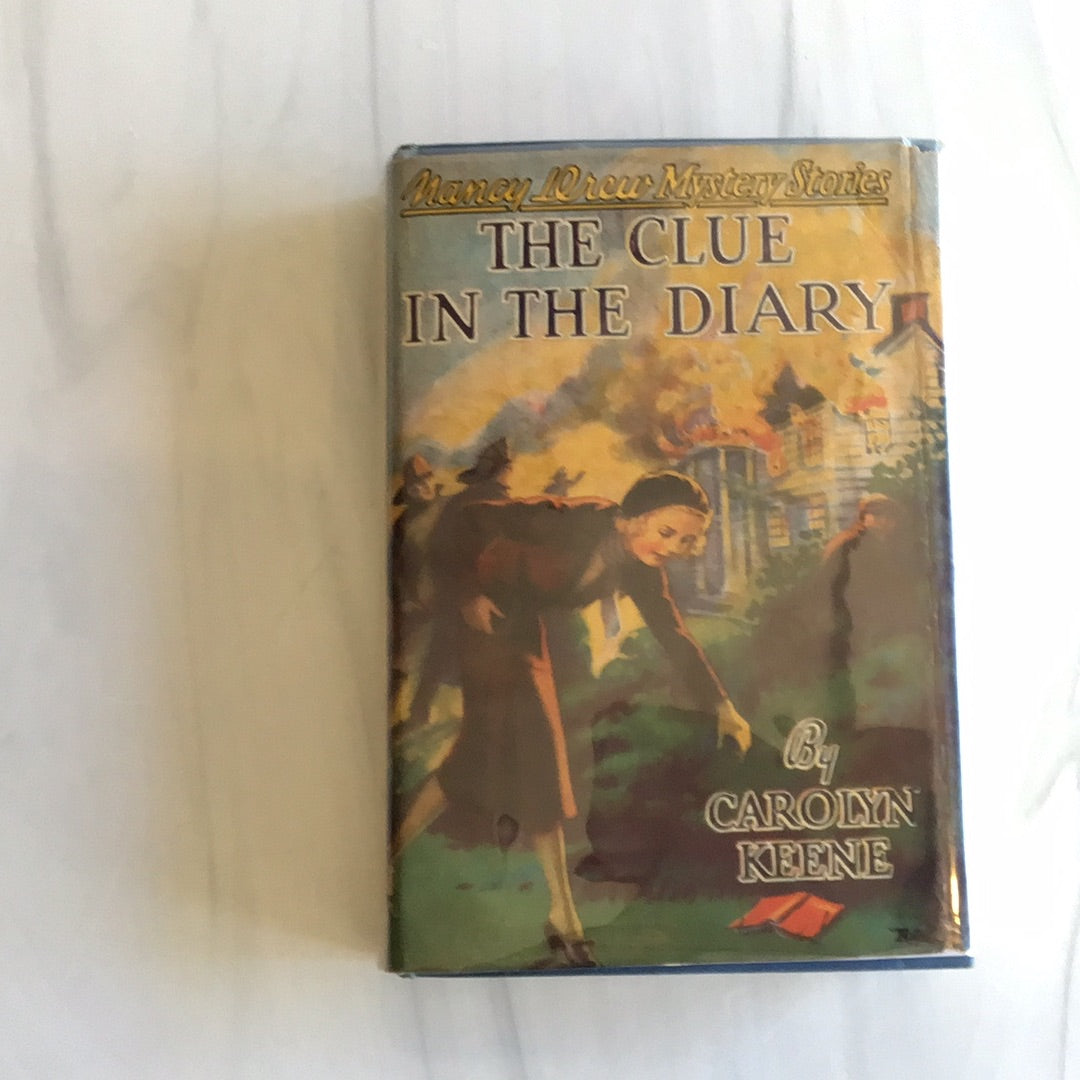 Nancy Drew Mystery Stories
THE CLUE
IN THE DIARY
By
CAROLYN
KEENE